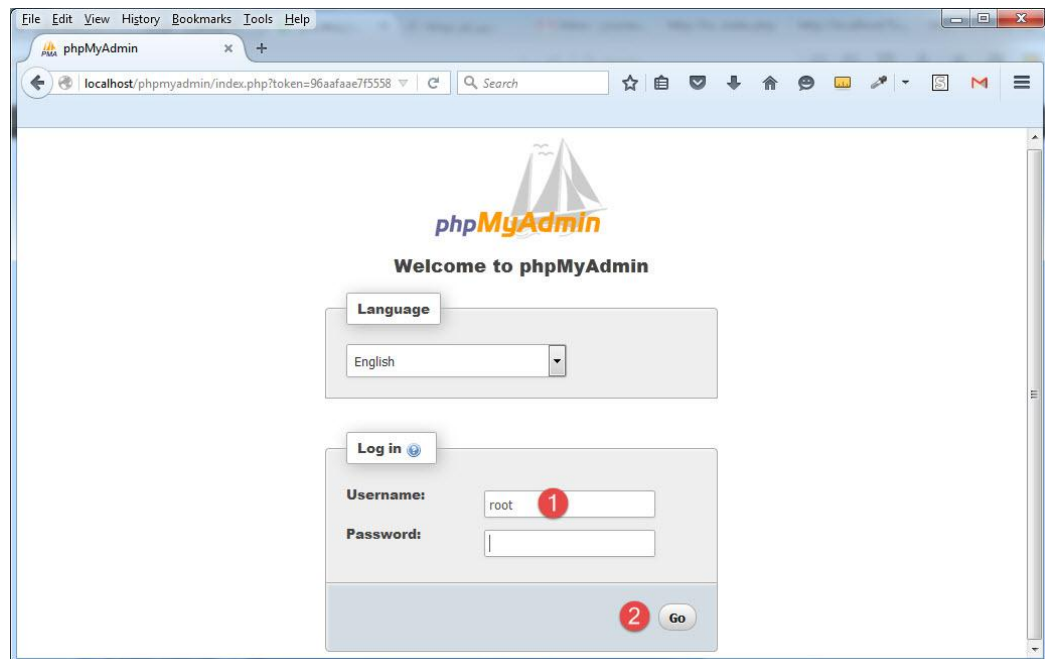 File Edit View History Bookmarks Tools Help
PMA phpMyAdmin × +
localhost/phpmyadmin/index.php?token=96aafaae7f5558 Search
phpMyAdmin
Welcome to phpMyAdmin
Language
English
Log in
Username:
root 1
Password:
2 Go